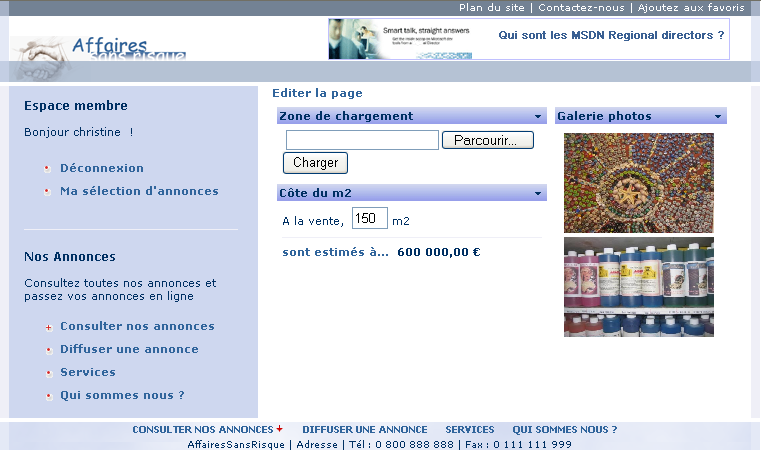 Plan du site | Contactez-nous | Ajoutez aux favoris
Affaires
sans risque
Smart talk, straight answers
Qui sont les MSDN Regional directors ?
Espace membre
Bonjour christine !
Déconnexion
Ma sélection d'annonces
Nos Annonces
Consultez toutes nos annonces et
passez vos annonces en ligne
Consulter nos annonces
Diffuser une annonce
Services
Qui sommes nous ?
Editer la page
Zone de chargement
Parcourir...
Charger
Côte du m2
A la vente, 150 m2
sont estimés à... 600 000,00 €
Galerie photos
CONSULTER NOS ANNONCES DIFFUSER UNE ANNONCE SERVICES QUI SOMMES NOUS ?
AffairesSansRisque | Adresse | Tél : 0 800 888 888 | Fax : 0 111 111 999